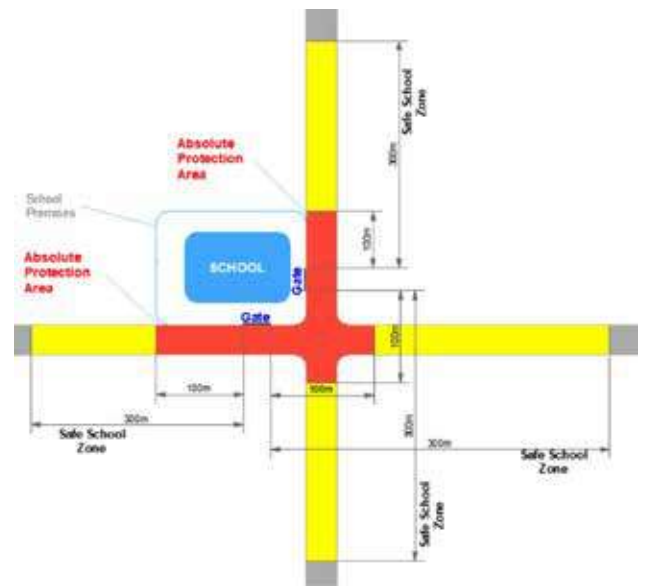 Safe School
Zone
300m
Absolute
Protection
Area
School
Premises
100m
SCHOOL
Absolute
Protection
Area
Gate
Gate
100m
100m
100m
300m
300m
Safe School
Zone
300m
Safe School
Zone
Safe School
Zone